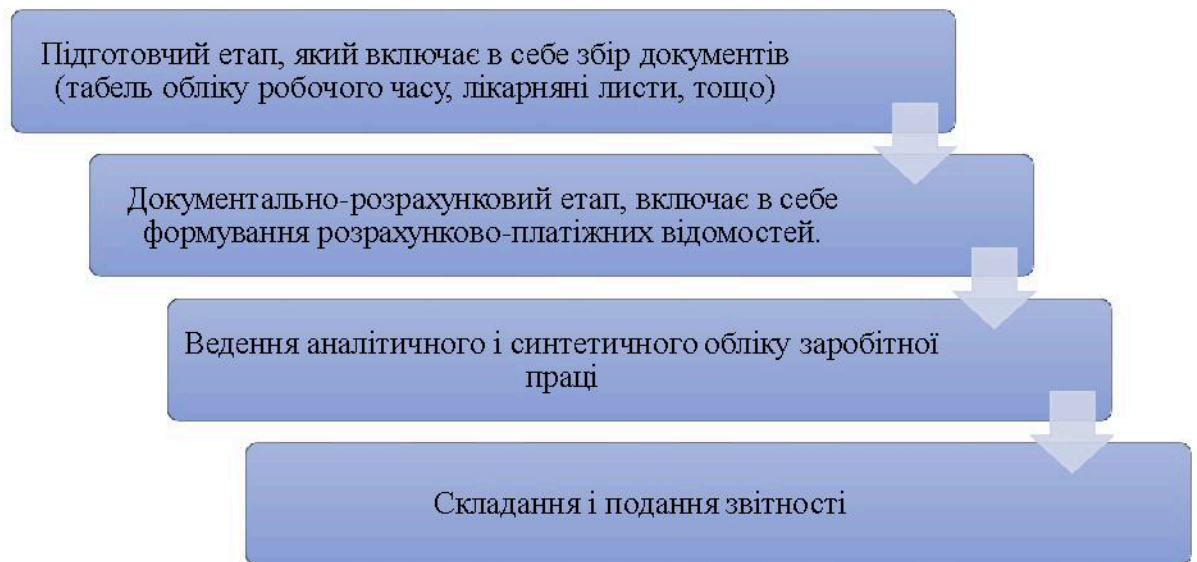 Підготовчий етап, який включає в себе збір документів
(табель обліку робочого часу, лікарняні листи, тощо)
Документально-розрахунковий етап, включає в себе
формування розрахунково-платіжних відомостей.
Ведення аналітичного і синтетичного обліку заробітної
праці
Складання і подання звітності